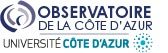 OBSERVATOIRE
DE LA CÔTE D'AZUR
UNIVERSITÉ CÔTE D'AZUR